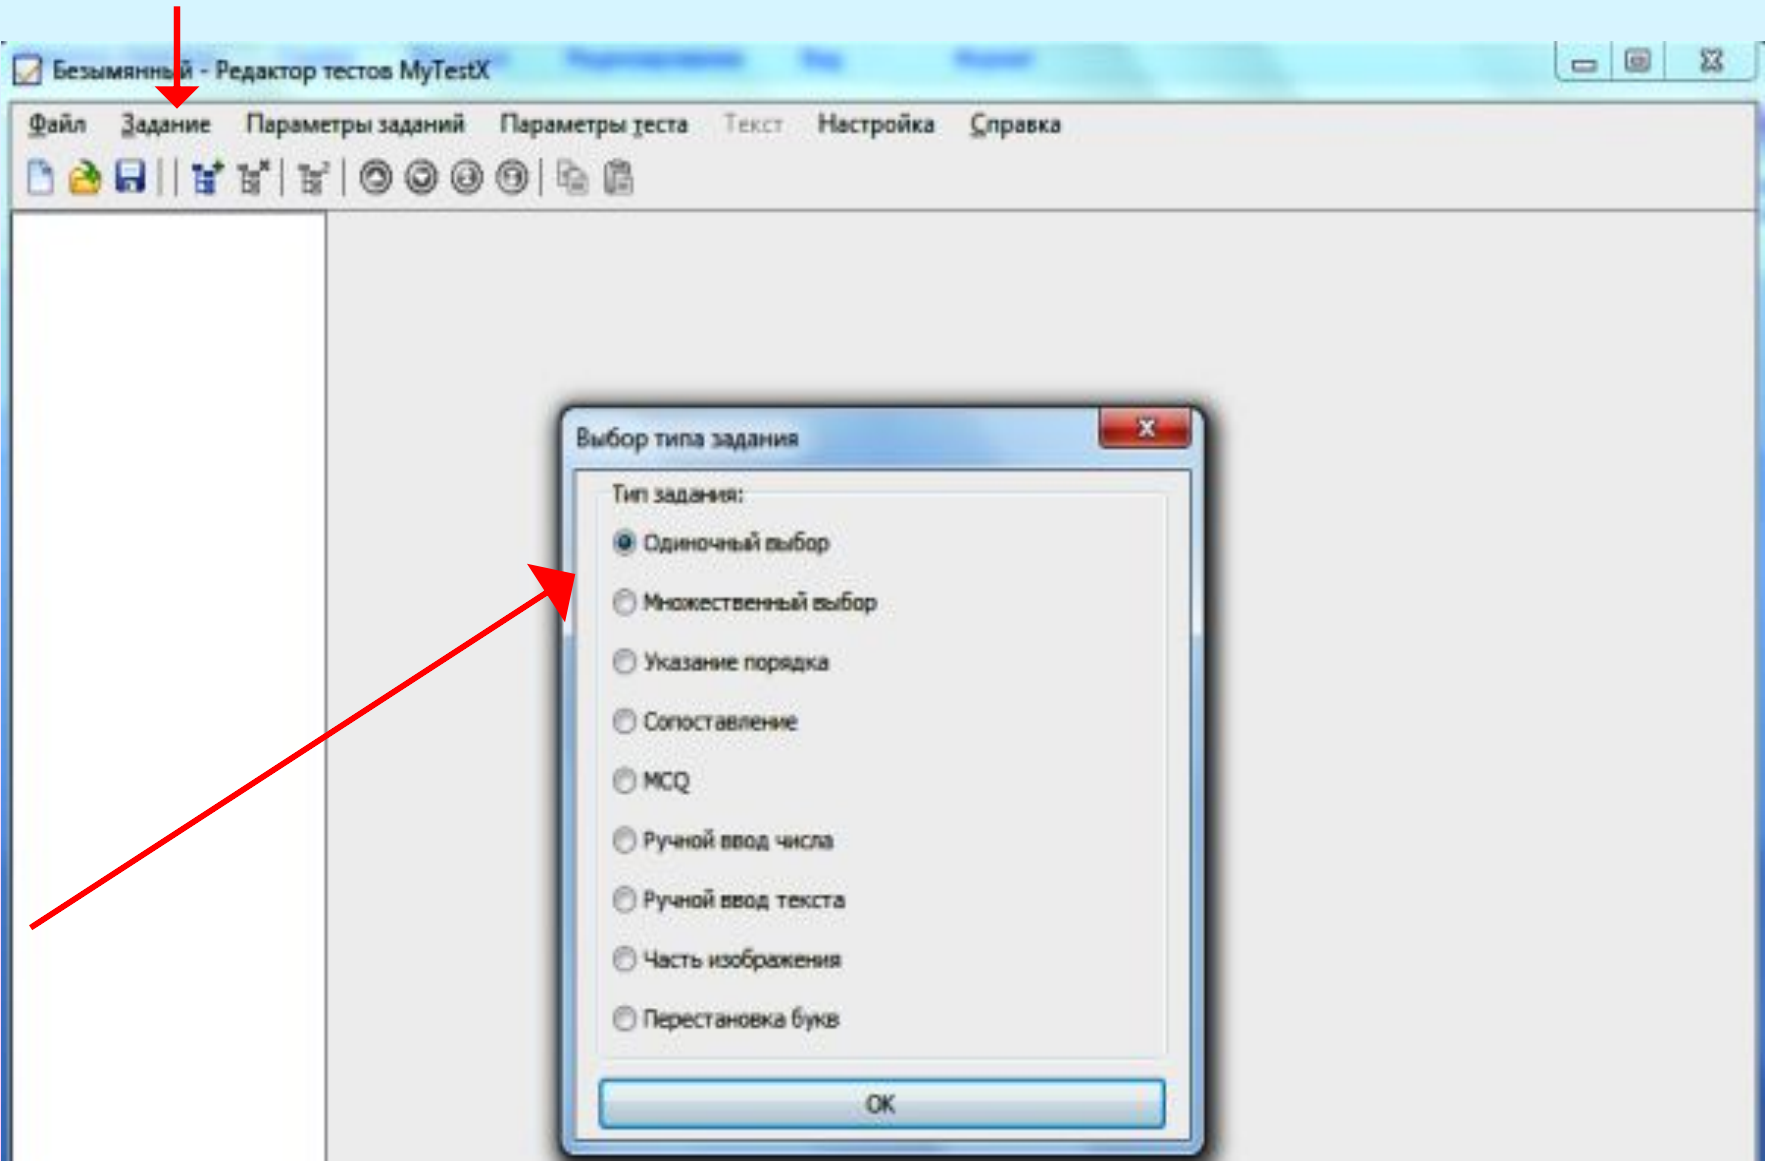 Безымянный - Редактор тестов MyTestX
Файл Задание Параметры заданий Параметры теста Текст Настройка Справка
Выбор типа задания
Тип задания:
Одиночный выбор
Множественный выбор
Указание порядка
Сопоставление
MCQ
Ручной ввод числа
Ручной ввод текста
Часть изображения
Перестановка букв
OK